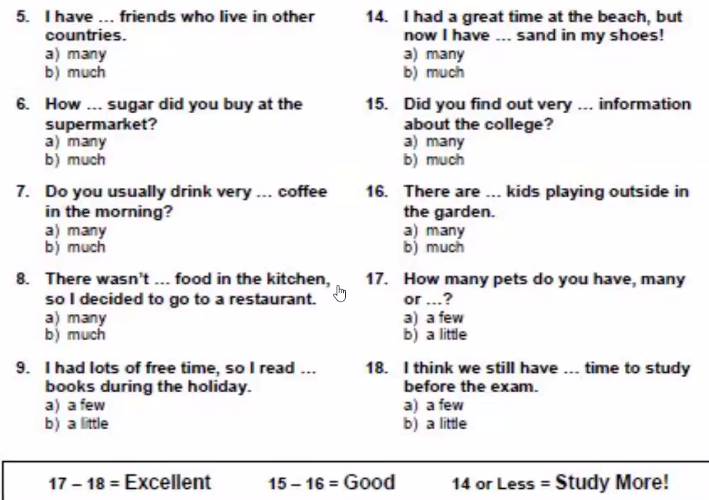 5. I have ... friends who live in other
countries.
a) many
b) much
6. How ... sugar did you buy at the
supermarket?
a) many
b) much
7. Do you usually drink very ... coffee
in the morning?
a) many
b) much
8. There wasn't ... food in the kitchen,
so I decided to go to a restaurant.
a) many
b) much
9. I had lots of free time, so I read ...
books during the holiday.
a) a few
b) a little
14. I had a great time at the beach, but
now I have ... sand in my shoes!
a) many
b) much
15. Did you find out very ... information
about the college?
a) many
b) much
16. There are ... kids playing outside in
the garden.
a) many
b) much
17. How many pets do you have, many
or ...?
a) a few
b) a little
18. I think we still have ... time to study
before the exam.
a) a few
b) a little
17 – 18 = Excellent 15 – 16 = Good 14 or Less = Study More!